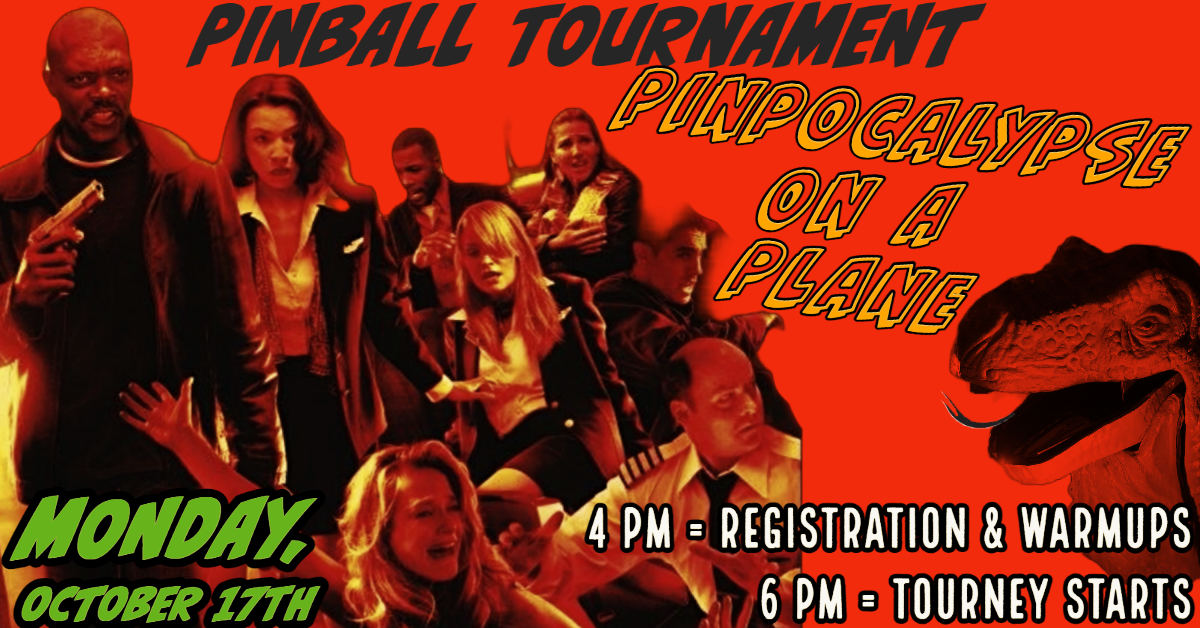 PINBALL TOURNAMENT
PINPOCALYPSE
ON A
PLANE
MONDAY,
OCTOBER 17TH
4 PM = REGISTRATION & WARMUPS
6 PM = TOURNEY STARTS